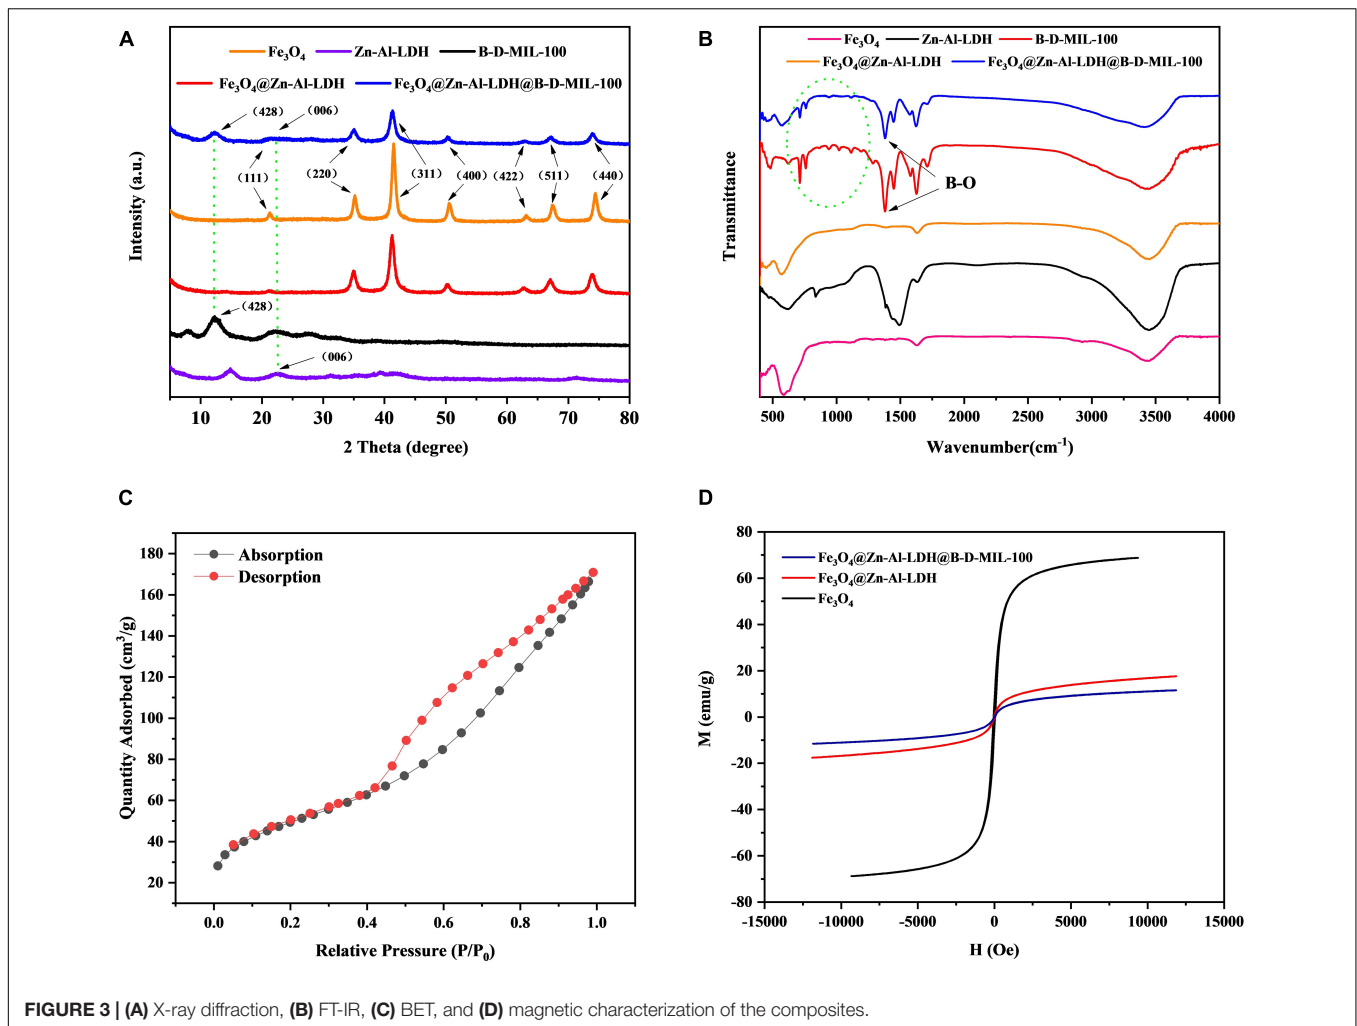 A
Fe₃O₄ Zn-Al-LDH B-D-MIL-100
Fe₃O₄@Zn-Al-LDH Fe₃O₄@Zn-Al-LDH@B-D-MIL-100
(428) (006)
(111) (220) (311) (400) (422) (511) (440)
(428)
(006)
Intensity (a.u.)
10 20 30 40 50 60 70 80
2 Theta (degree)
B
Fe₃O₄ Zn-Al-LDH B-D-MIL-100
Fe₃O₄@Zn-Al-LDH Fe₃O₄@Zn-Al-LDH@B-D-MIL-100
B-O
Transmittance
500 1000 1500 2000 2500 3000 3500 4000
Wavenumber(cm⁻¹)
C
Absorption
Desorption
180
160
140
120
100
80
60
40
20
Quantity Adsorbed (cm³/g)
0.0 0.2 0.4 0.6 0.8 1.0
Relative Pressure (P/P₀)
D
Fe₃O₄@Zn-Al-LDH@B-D-MIL-100
Fe₃O₄@Zn-Al-LDH
Fe₃O₄
80
60
40
20
0
-20
-40
-60
-80
M (emu/g)
-15000 -10000 -5000 0 5000 10000 15000
H (Oe)
FIGURE 3 | (A) X-ray diffraction, (B) FT-IR, (C) BET, and (D) magnetic characterization of the composites.